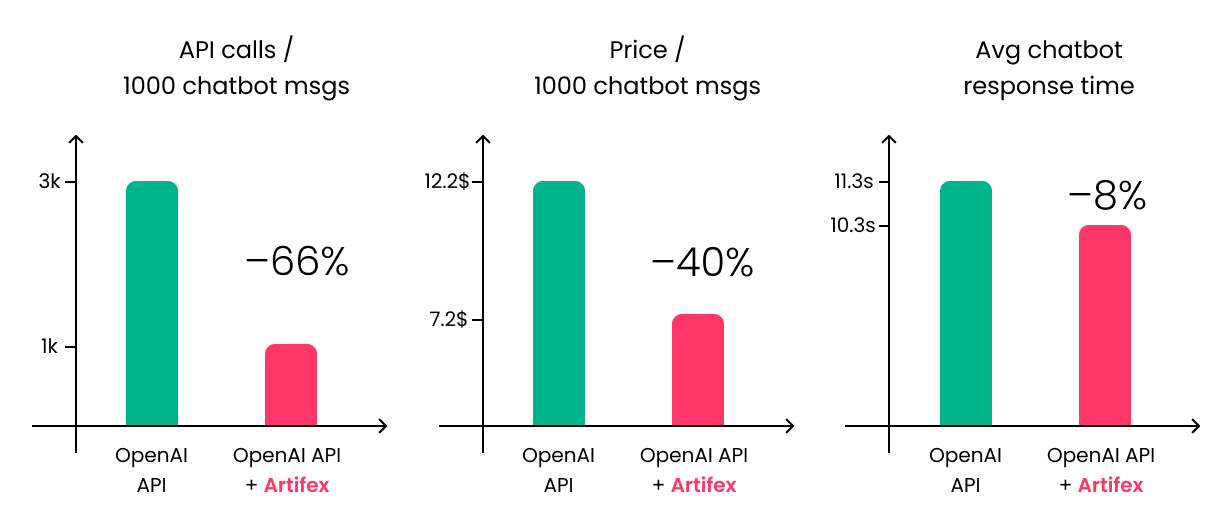 API calls /
1000 chatbot msgs
3k
1k
−66%
OpenAI
API
OpenAI API
+ Artifex
Price /
1000 chatbot msgs
12.2$
7.2$
−40%
OpenAI
API
OpenAI API
+ Artifex
Avg chatbot
response time
11.3s
10.3s
−8%
OpenAI
API
OpenAI API
+ Artifex